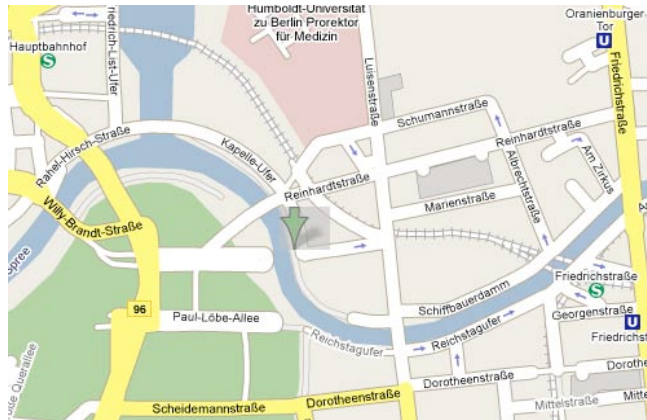 Humboldt-Universität
zu Berlin Prorektor
für Medizin
Oranienburger
Tor
U
Hauptbahnhof
S
Friedrich-List-Ufer
Luisenstraße
Friedrichstraße
Schumannstraße
Rahel-Hirsch-Straße
Kapelle-Ufer
Reinhardtstraße
Reinhardtstraße
Albrechtstraße
Am Zirkus
Marienstraße
Willy-Brandt-Straße
Spree
Friedrichstraße
S
96
Paul-Löbe-Allee
Schiffbauerdamm
Georgenstraße
U
Reichstagufer
Reichstagufer
Friedrichs
Querallee
Dorotheenstraße
Dorotheenstraße
Scheidemannstraße
Mittelstraße